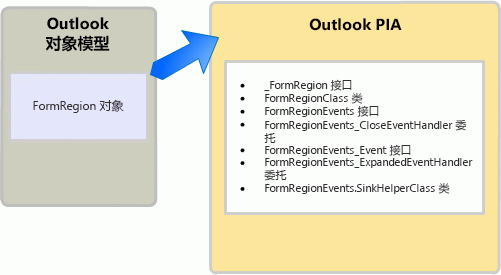 Outlook
对象模型
FormRegion 对象
Outlook PIA
• _FormRegion 接口
• FormRegionClass 类
• FormRegionEvents 接口
• FormRegionEvents_CloseEventHandler 委
托
• FormRegionEvents_Event 接口
• FormRegionEvents_ExpandedEventHandler
委托
• FormRegionEvents.SinkHelperClass 类